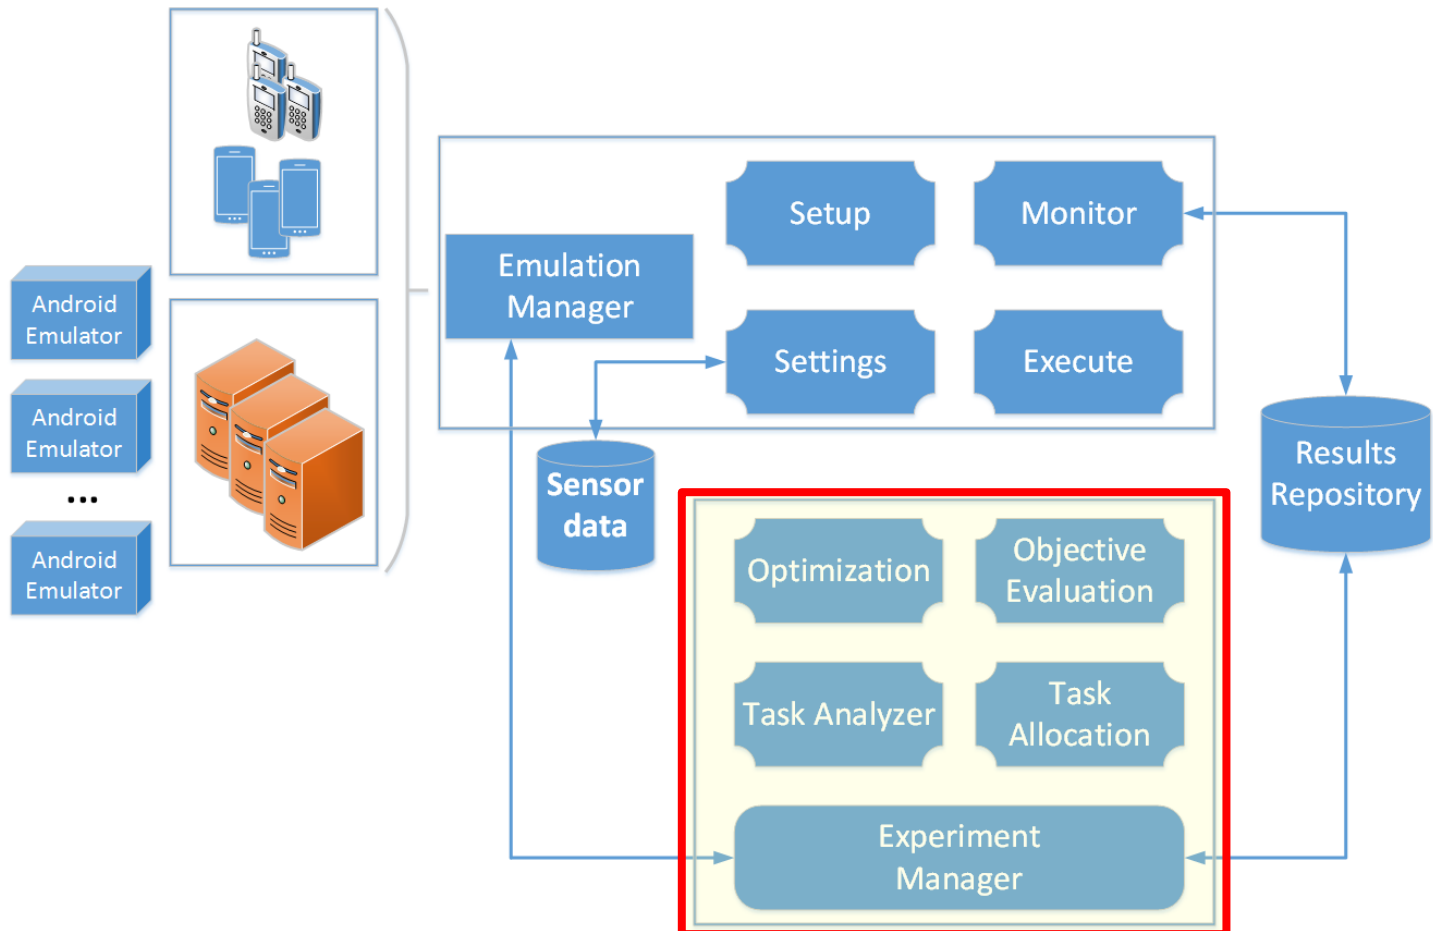 Android
Emulator
Android
Emulator
...
Android
Emulator
Emulation
Manager
Setup
Monitor
Settings
Execute
Sensor
data
Results
Repository
Optimization
Objective
Evaluation
Task Analyzer
Task
Allocation
Experiment
Manager